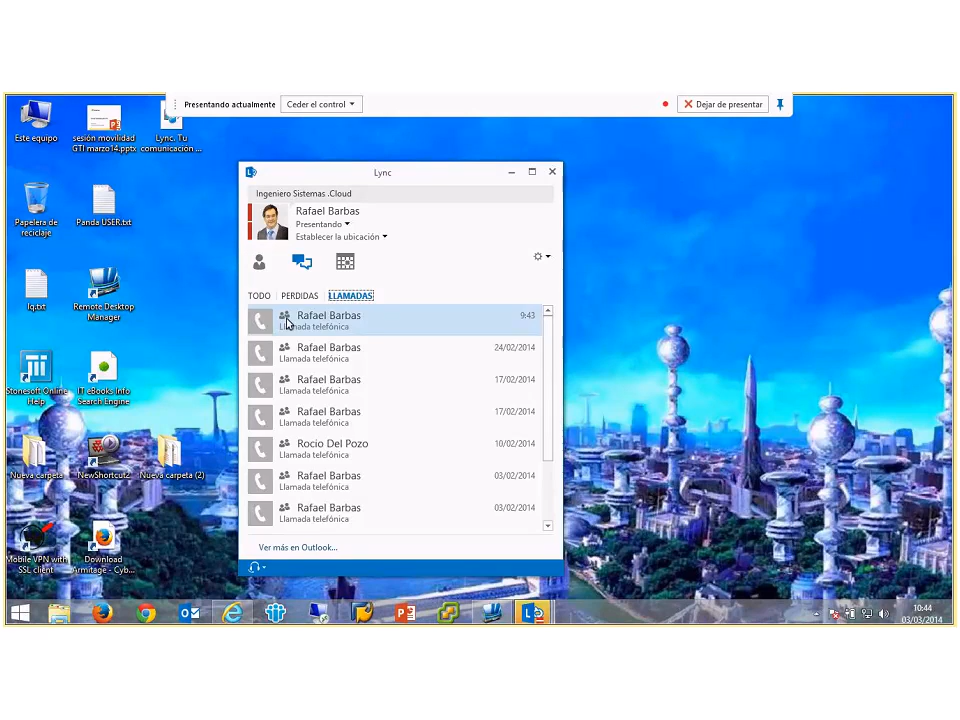 Presentando actualmente
Ceder el control
Dejar de presentar
Este equipo
sesión movilidad
GTI marzo14.pptx
Lync. Tu
comunicación ...
Papelera de
reciclaje
Panda USER.txt
lq.txt
Remote Desktop
Manager
Stonesoft Online
Help
IT eBooks Info
Search Engine
Nueva carpeta
NewShortcut2
Nueva carpeta (2)
Mobile VPN with
SSL client
Download
Armitage - Cyb...
Lync
Ingeniero Sistemas .Cloud
Rafael Barbas
Presentando
Establecer la ubicación
TODO PERDIDAS LLAMADAS
Rafael Barbas 9:43
Llamada telefónica
Rafael Barbas 24/02/2014
Llamada telefónica
Rafael Barbas 17/02/2014
Llamada telefónica
Rafael Barbas 17/02/2014
Llamada telefónica
Rocio Del Pozo 10/02/2014
Llamada telefónica
Rafael Barbas 03/02/2014
Llamada telefónica
Rafael Barbas 03/02/2014
Llamada telefónica
Ver más en Outlook...
10:44
03/03/2014